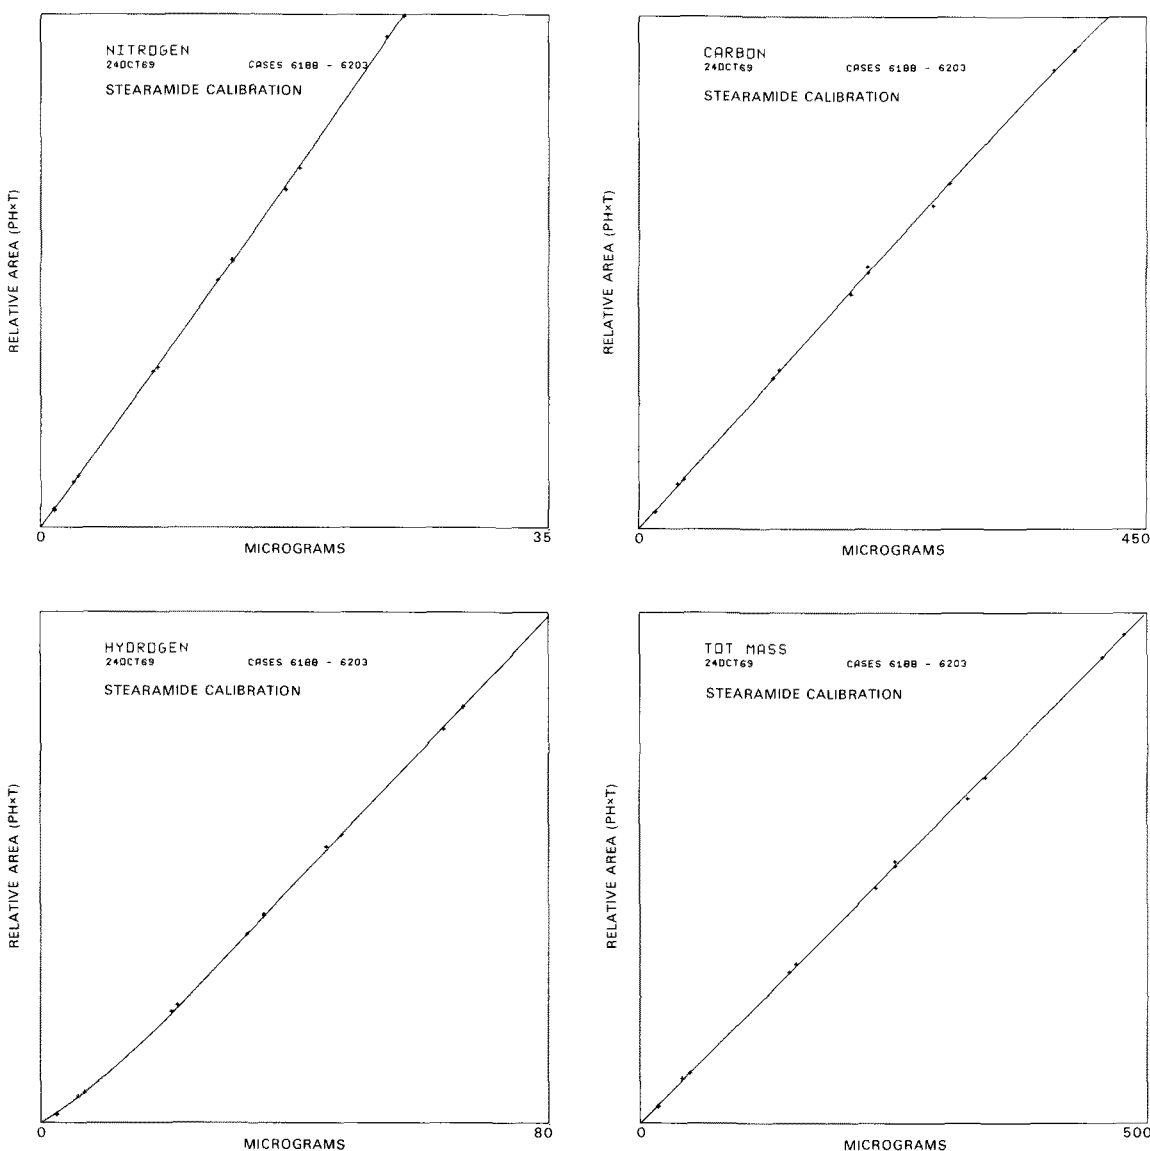 NITROGEN
24OCT69 CASES 6188 - 6203
STEARAMIDE CALIBRATION
RELATIVE AREA (PH×T)
0 35
MICROGRAMS
CARBON
24OCT69 CASES 6188 - 6203
STEARAMIDE CALIBRATION
RELATIVE AREA (PH×T)
0 450
MICROGRAMS
HYDROGEN
24OCT69 CASES 6188 - 6203
STEARAMIDE CALIBRATION
RELATIVE AREA (PH×T)
0 80
MICROGRAMS
TOT MASS
24OCT69 CASES 6188 - 6203
STEARAMIDE CALIBRATION
RELATIVE AREA (PH×T)
0 500
MICROGRAMS